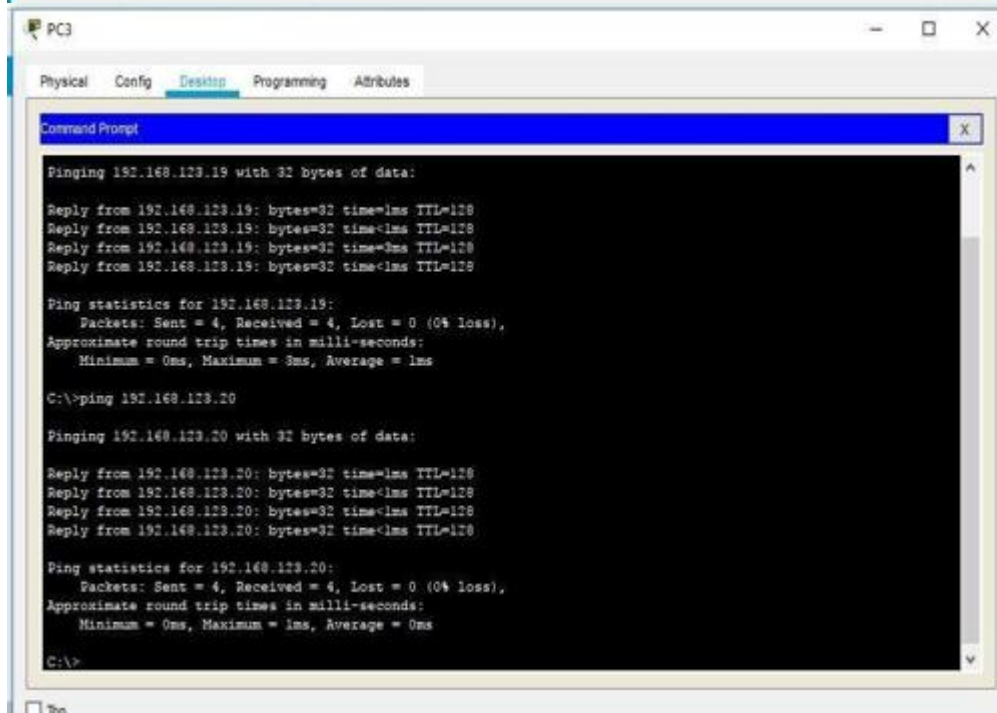 PC3
Physical Config Desktop Programming Attributes
Command Prompt X
Pinging 192.168.123.19 with 32 bytes of data:
Reply from 192.168.123.19: bytes=32 time=1ms TTL=128
Reply from 192.168.123.19: bytes=32 time<1ms TTL=128
Reply from 192.168.123.19: bytes=32 time=3ms TTL=128
Reply from 192.168.123.19: bytes=32 time<1ms TTL=128
Ping statistics for 192.168.123.19:
Packets: Sent = 4, Received = 4, Lost = 0 (0% loss),
Approximate round trip times in milli-seconds:
Minimum = 0ms, Maximum = 3ms, Average = 1ms
C:\>ping 192.168.123.20
Pinging 192.168.123.20 with 32 bytes of data:
Reply from 192.168.123.20: bytes=32 time=1ms TTL=128
Reply from 192.168.123.20: bytes=32 time<1ms TTL=128
Reply from 192.168.123.20: bytes=32 time<1ms TTL=128
Reply from 192.168.123.20: bytes=32 time<1ms TTL=128
Ping statistics for 192.168.123.20:
Packets: Sent = 4, Received = 4, Lost = 0 (0% loss),
Approximate round trip times in milli-seconds:
Minimum = 0ms, Maximum = 1ms, Average = 0ms
C:\>
Top